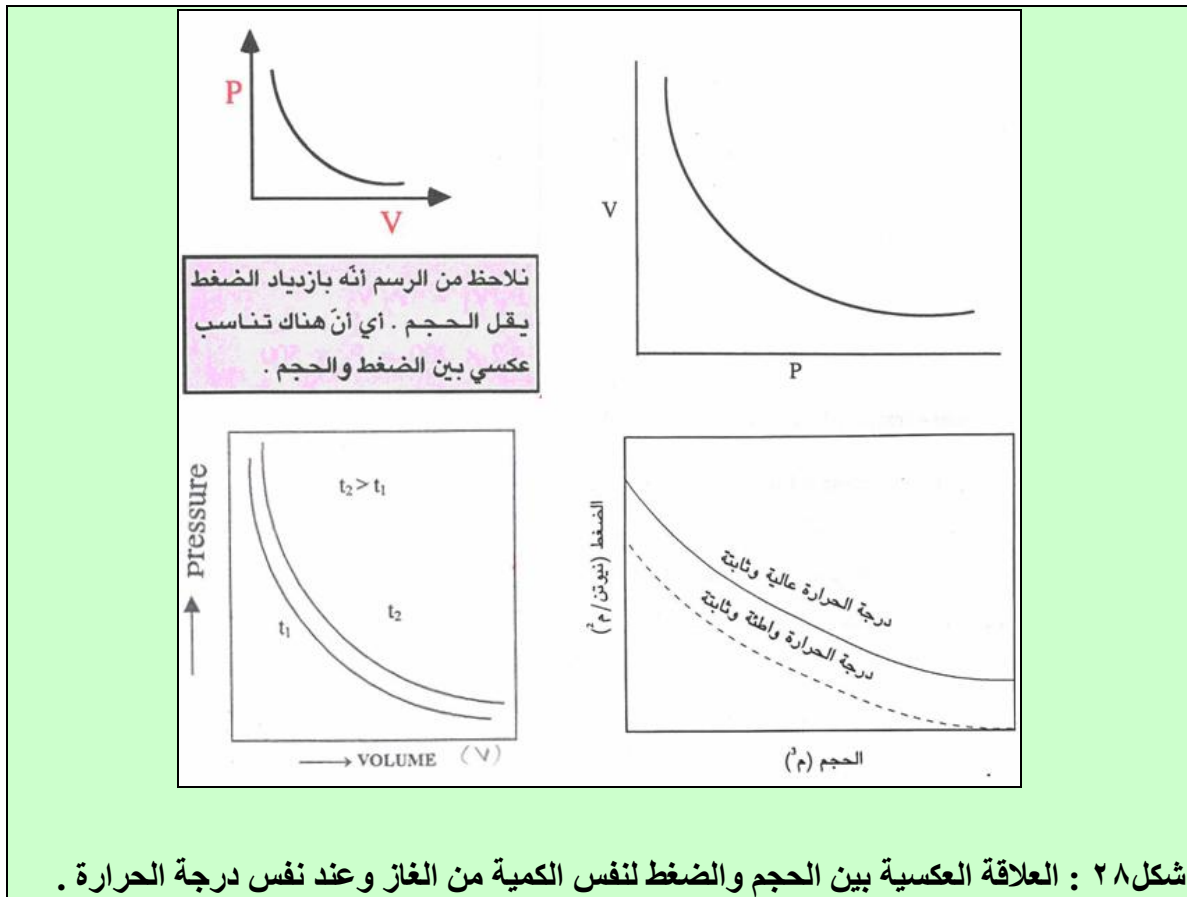 P
V
نلاحظ من الرسم أنّه بازدياد الضغط
يقل الحجم . أي أنّ هناك تناسب
عكسي بين الضغط والحجم .
V
P
Pressure
t₂ > t₁
t₂
t₁
VOLUME (V)
الضغط (نيوتن/م²)
درجة الحرارة عالية وثابتة
درجة الحرارة واطئة وثابتة
الحجم (م³)
شكل٢٨ : العلاقة العكسية بين الحجم والضغط لنفس الكمية من الغاز وعند نفس درجة الحرارة .